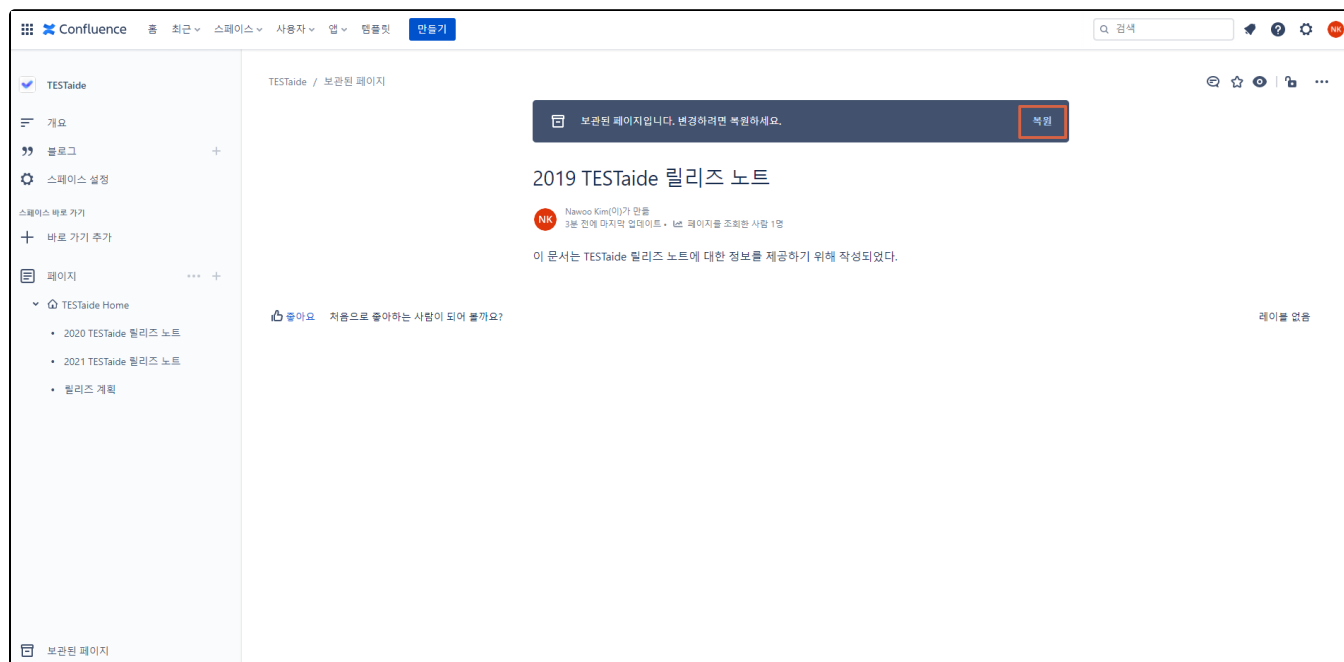 Confluence 홈 최근 스페이스 사용자 앱 템플릿 만들기 검색 NK
TESTaide
개요
블로그
스페이스 설정
스페이스 바로 가기
바로 가기 추가
페이지
TESTaide Home
2020 TESTaide 릴리즈 노트
2021 TESTaide 릴리즈 노트
릴리즈 계획
보관된 페이지
TESTaide / 보관된 페이지
보관된 페이지입니다. 변경하려면 복원하세요. 복원
2019 TESTaide 릴리즈 노트
NK
Nawoo Kim(이)가 만듦
3분 전에 마지막 업데이트 • 페이지를 조회한 사람 1명
이 문서는 TESTaide 릴리즈 노트에 대한 정보를 제공하기 위해 작성되었다.
좋아요 처음으로 좋아하는 사람이 되어 볼까요? 레이블 없음